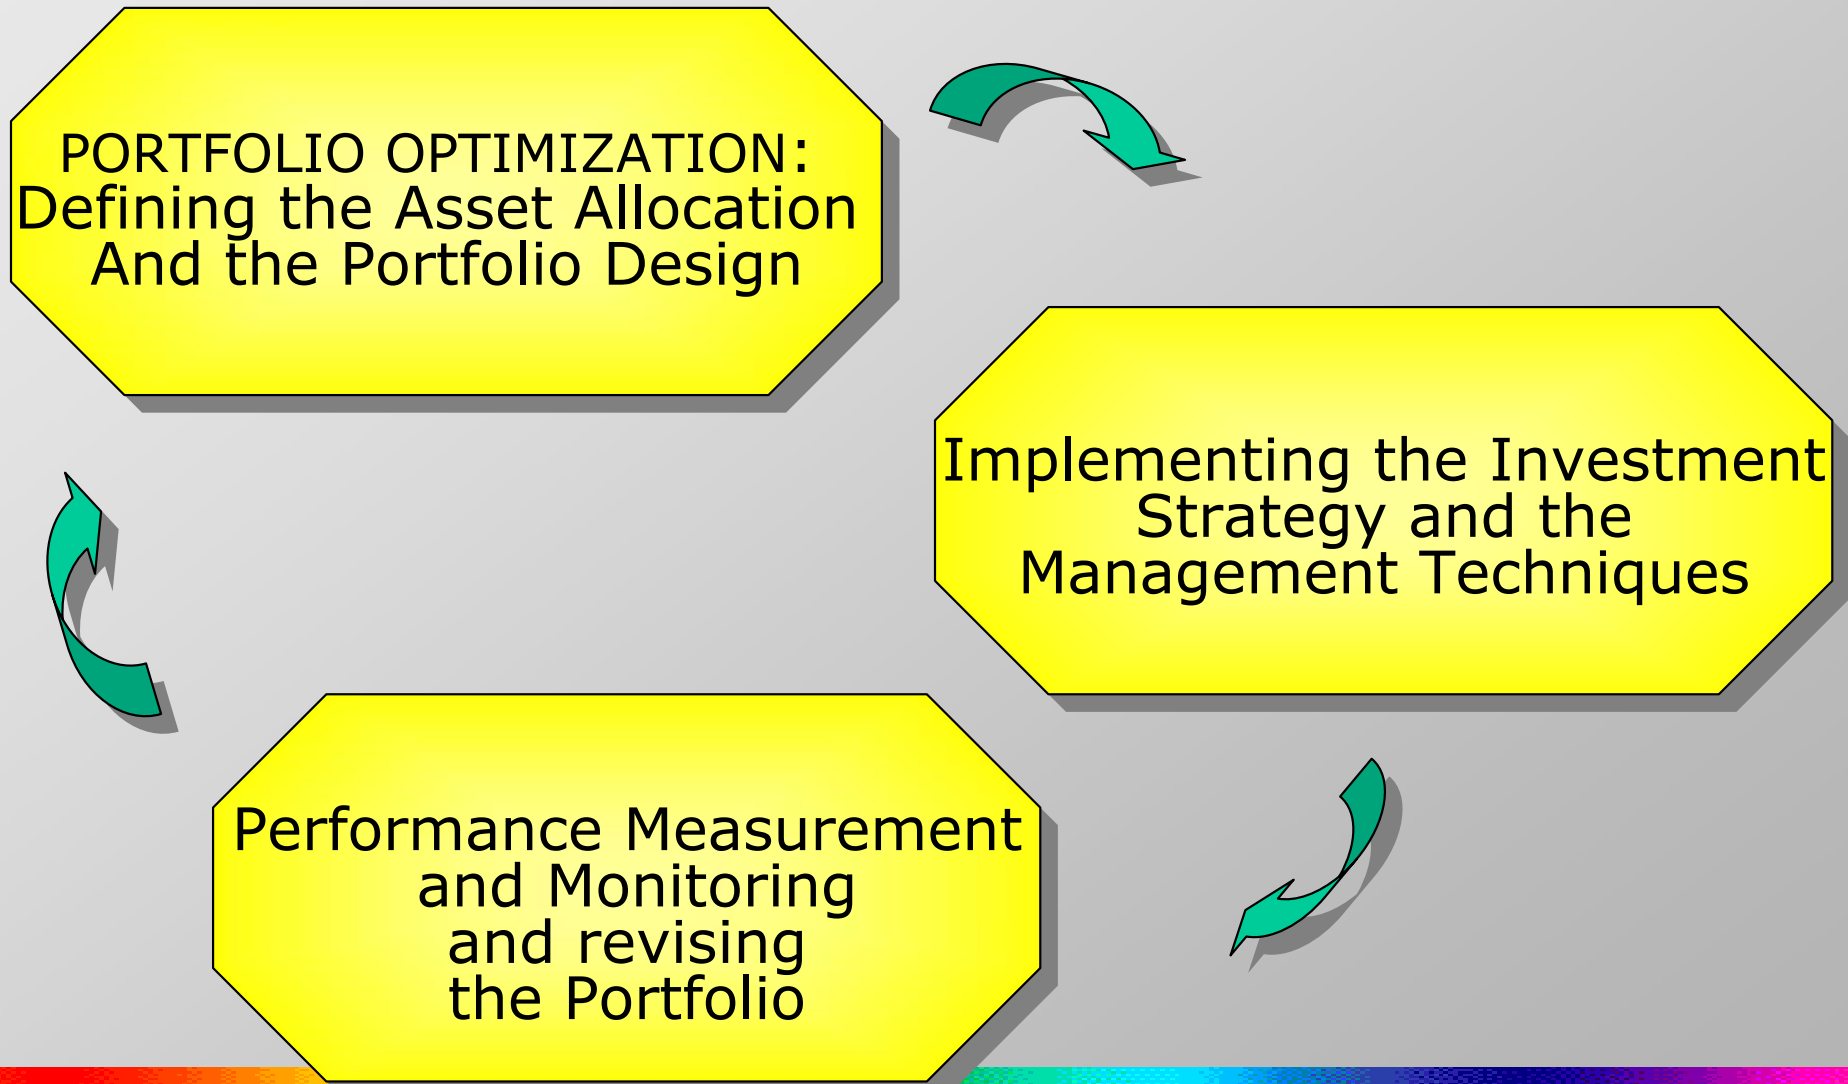 PORTFOLIO OPTIMIZATION:
Defining the Asset Allocation
And the Portfolio Design
Implementing the Investment
Strategy and the
Management Techniques
Performance Measurement
and Monitoring
and revising
the Portfolio